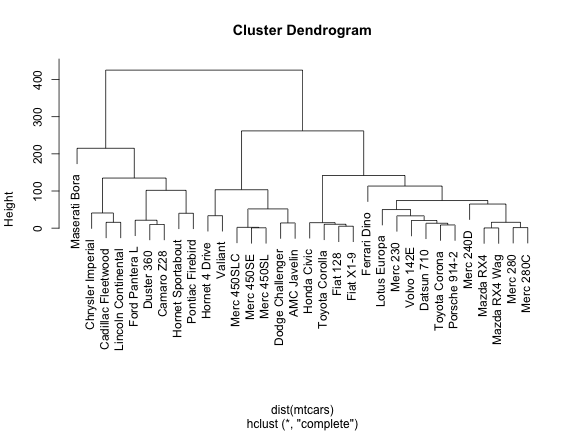 Cluster Dendrogram
Height
400
300
200
100
0
Maserati Bora
Chrysler Imperial
Cadillac Fleetwood
Lincoln Continental
Ford Pantera L
Duster 360
Camaro Z28
Hornet Sportabout
Pontiac Firebird
Hornet 4 Drive
Valiant
Merc 450SLC
Merc 450SE
Merc 450SL
Dodge Challenger
AMC Javelin
Honda Civic
Toyota Corolla
Fiat 128
Fiat X1-9
Ferrari Dino
Lotus Europa
Merc 230
Volvo 142E
Datsun 710
Toyota Corona
Porsche 914-2
Merc 240D
Mazda RX4
Mazda RX4 Wag
Merc 280
Merc 280C
dist(mtcars)
hclust (*, "complete")